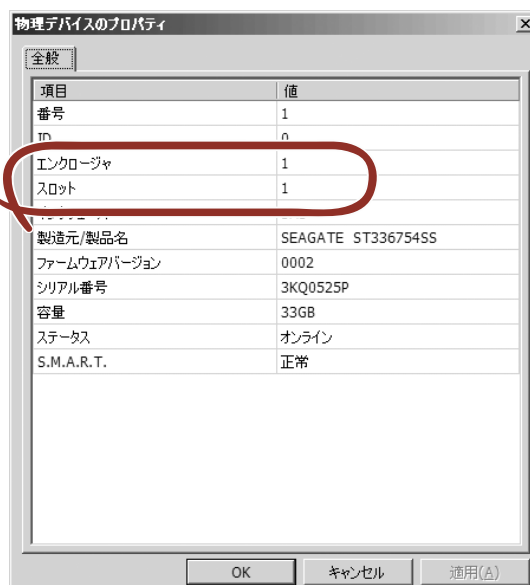 物理デバイスのプロパティ
全般
項目 値
番号 1
ID 0
エンクロージャ 1
スロット 1
製造元/製品名 SEAGATE ST336754SS
ファームウェアバージョン 0002
シリアル番号 3KQ0525P
容量 33GB
ステータス オンライン
S.M.A.R.T. 正常
OK キャンセル 適用(A)